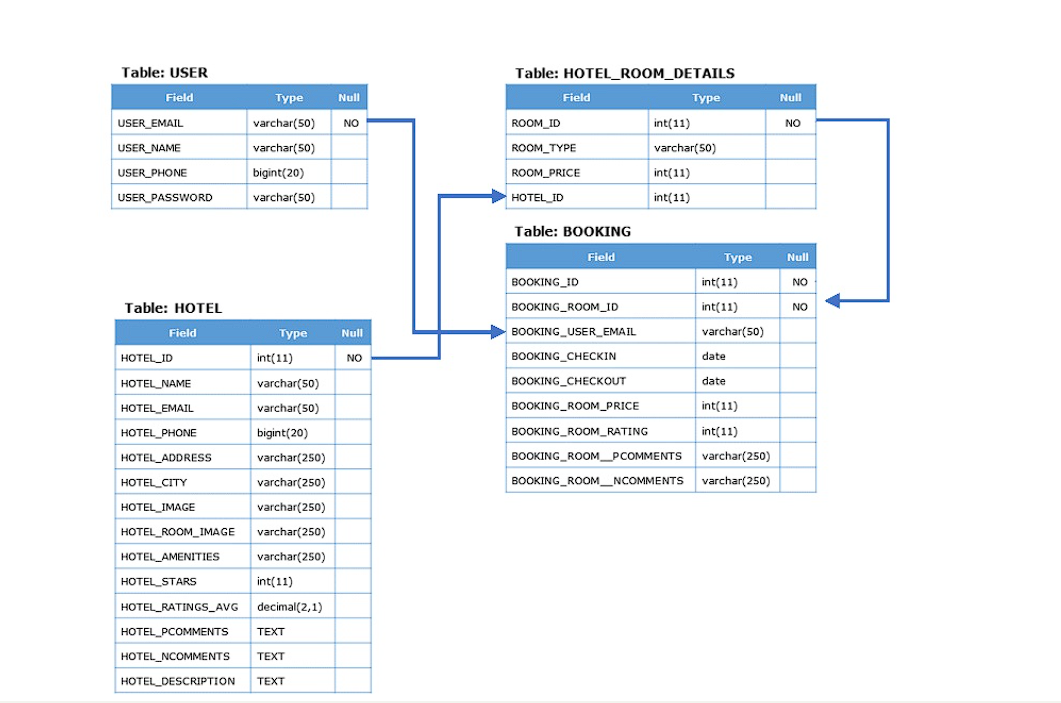 Table: USER
Field Type Null
USER_EMAIL varchar(50) NO
USER_NAME varchar(50)
USER_PHONE bigint(20)
USER_PASSWORD varchar(50)
Table: HOTEL_ROOM_DETAILS
Field Type Null
ROOM_ID int(11) NO
ROOM_TYPE varchar(50)
ROOM_PRICE int(11)
HOTEL_ID int(11)
Table: BOOKING
Field Type Null
BOOKING_ID int(11) NO
BOOKING_ROOM_ID int(11) NO
BOOKING_USER_EMAIL varchar(50)
BOOKING_CHECKIN date
BOOKING_CHECKOUT date
BOOKING_ROOM_PRICE int(11)
BOOKING_ROOM_RATING int(11)
BOOKING_ROOM__PCOMMENTS varchar(250)
BOOKING_ROOM__NCOMMENTS varchar(250)
Table: HOTEL
Field Type Null
HOTEL_ID int(11) NO
HOTEL_NAME varchar(50)
HOTEL_EMAIL varchar(50)
HOTEL_PHONE bigint(20)
HOTEL_ADDRESS varchar(250)
HOTEL_CITY varchar(250)
HOTEL_IMAGE varchar(250)
HOTEL_ROOM_IMAGE varchar(250)
HOTEL_AMENITIES varchar(250)
HOTEL_STARS int(11)
HOTEL_RATINGS_AVG decimal(2,1)
HOTEL_PCOMMENTS TEXT
HOTEL_NCOMMENTS TEXT
HOTEL_DESCRIPTION TEXT